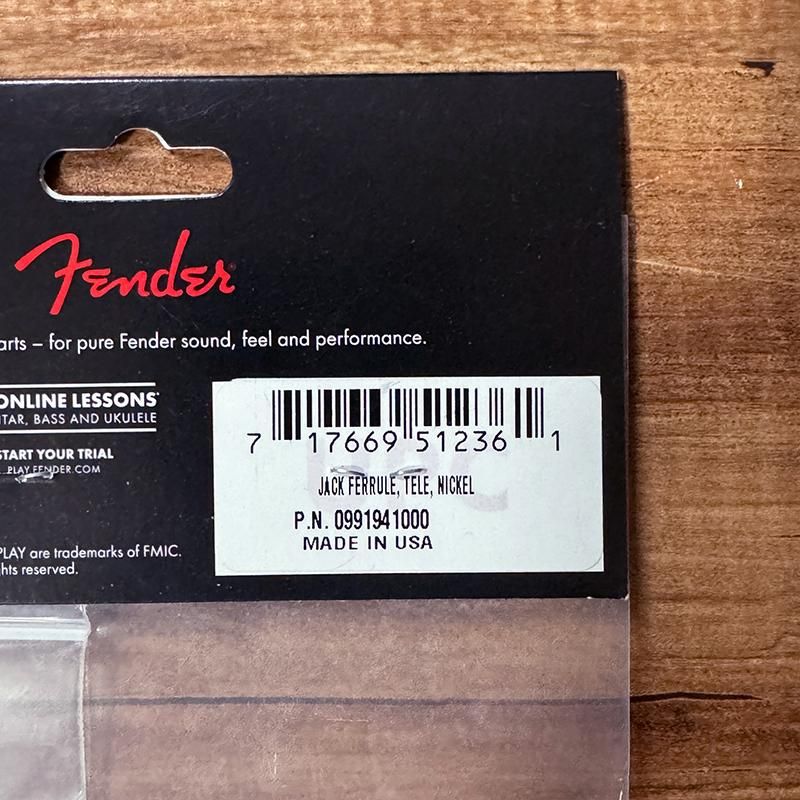 Fender
arts – for pure Fender sound, feel and performance.
ONLINE LESSONS
TAR, BASS AND UKULELE
START YOUR TRIAL
PLAY.FENDER.COM
PLAY are trademarks of FMIC.
hts reserved.
7 17669 51236 1
JACK FERRULE, TELE, NICKEL
P.N. 0991941000
MADE IN USA